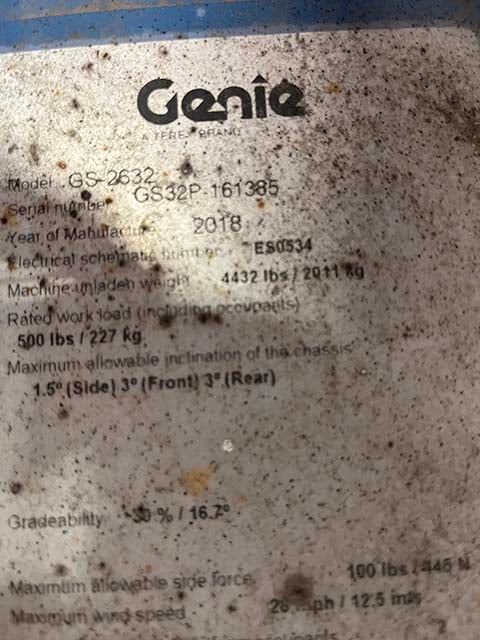 Genie
A TEREX BRAND
Model: GS-2632
Serial number: GS32P-161385
Year of Manufacture: 2018
Electrical schematic number: ES0534
Machine unladen weight: 4432 lbs / 2011 kg
Rated work load (including occupants)
500 lbs / 227 kg
Maximum allowable inclination of the chassis
1.5° (Side) 3° (Front) 3° (Rear)
Gradeability: 30 % / 16.7°
Maximum allowable side force 100 lbs / 445 N
Maximum wind speed 28 mph / 12.5 m/s
2